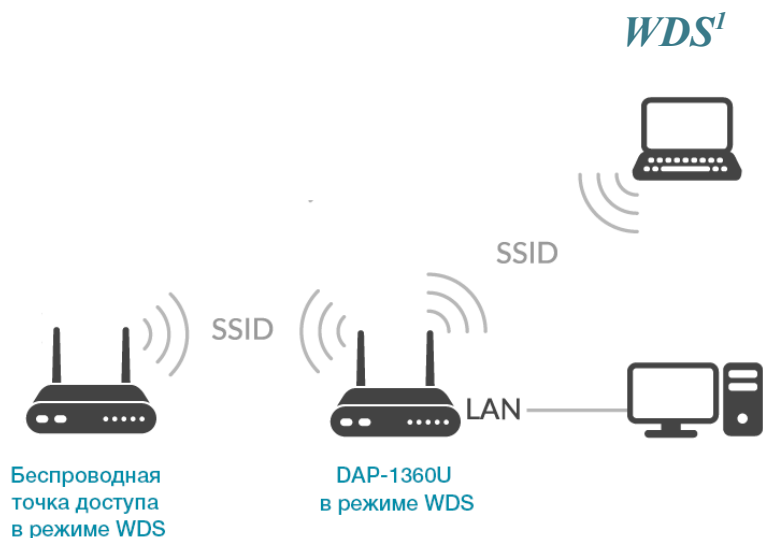 WDS¹
SSID
SSID
LAN
Беспроводная
точка доступа
в режиме WDS
DAP-1360U
в режиме WDS